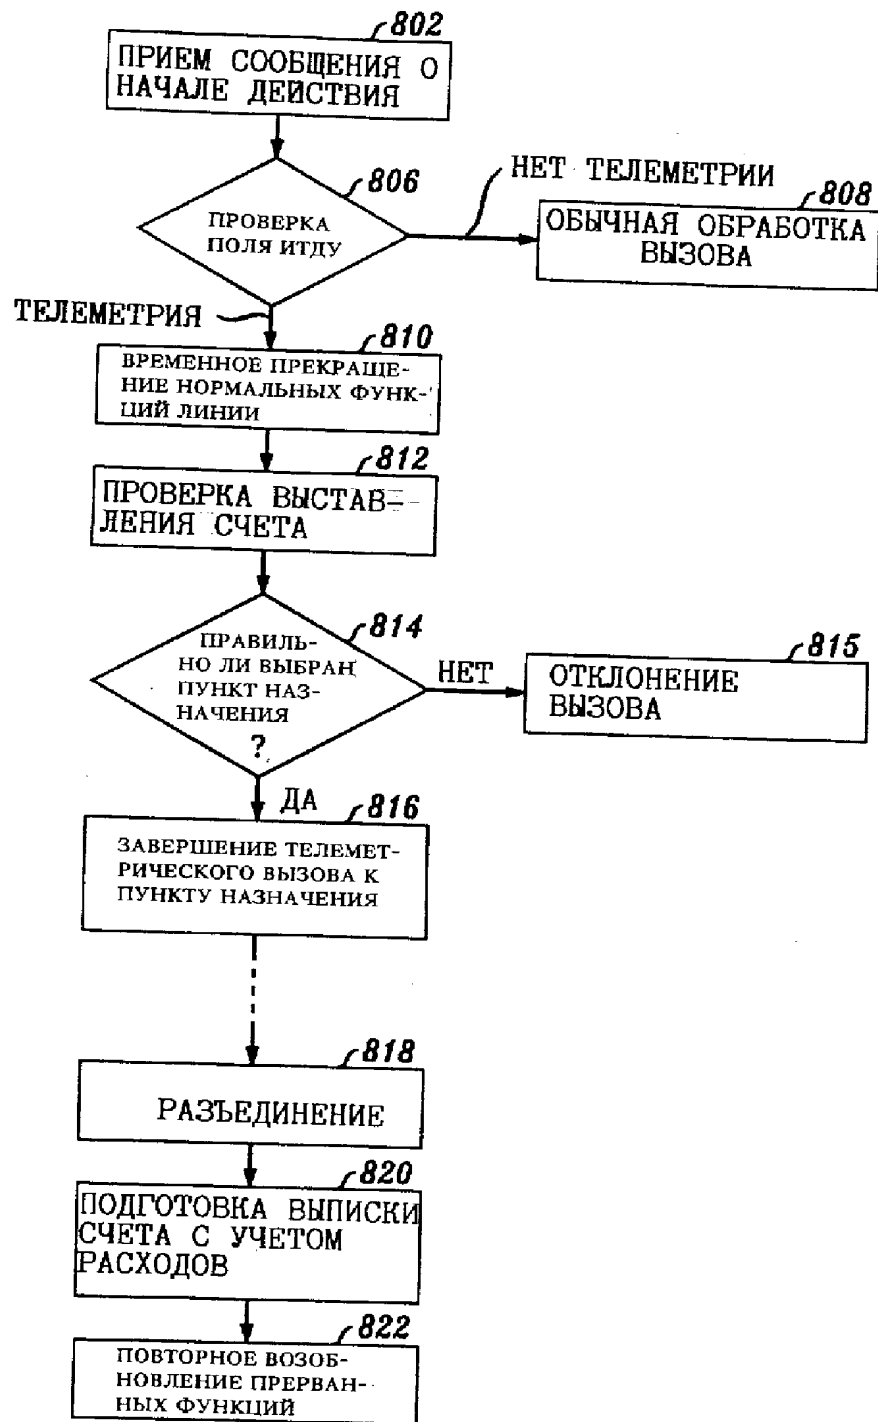 802
ПРИЕМ СООБЩЕНИЯ О
НАЧАЛЕ ДЕЙСТВИЯ
806
ПРОВЕРКА
ПОЛЯ ИТДУ
НЕТ ТЕЛЕМЕТРИИ
808
ОБЫЧНАЯ ОБРАБОТКА
ВЫЗОВА
ТЕЛЕМЕТРИЯ
810
ВРЕМЕННОЕ ПРЕКРАЩЕ-
НИЕ НОРМАЛЬНЫХ ФУНК-
ЦИЙ ЛИНИИ
812
ПРОВЕРКА ВЫСТАВ-
ЛЕНИЯ СЧЕТА
814
ПРАВИЛЬ-
НО ЛИ ВЫБРАН
ПУНКТ НАЗ-
НАЧЕНИЯ
?
НЕТ
815
ОТКЛОНЕНИЕ
ВЫЗОВА
ДА
816
ЗАВЕРШЕНИЕ ТЕЛЕМЕТ-
РИЧЕСКОГО ВЫЗОВА К
ПУНКТУ НАЗНАЧЕНИЯ
818
РАЗЪЕДИНЕНИЕ
820
ПОДГОТОВКА ВЫПИСКИ
СЧЕТА С УЧЕТОМ
РАСХОДОВ
822
ПОВТОРНОЕ ВОЗОБ-
НОВЛЕНИЕ ПРЕРВАН-
НЫХ ФУНКЦИЙ